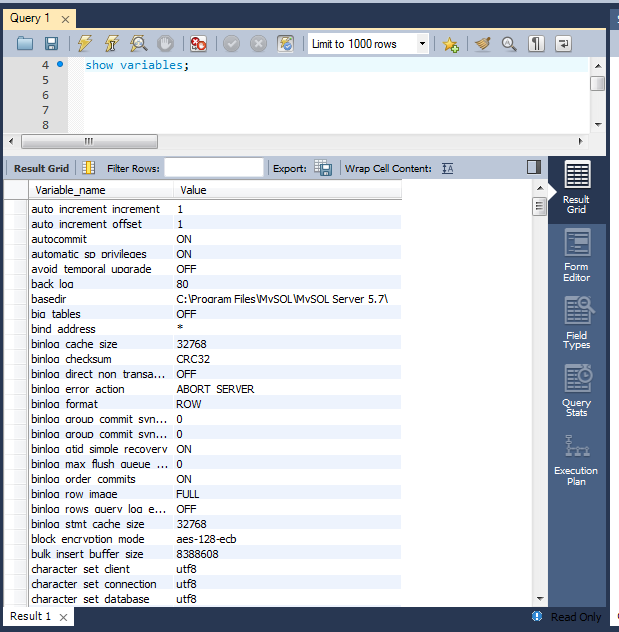 Query 1
Limit to 1000 rows
4 show variables;
5
6
7
8
Result Grid Filter Rows: Export: Wrap Cell Content:
Variable_name Value
auto_increment_increment 1
auto_increment_offset 1
autocommit ON
automatic_sp_privileges ON
avoid_temporal_upgrade OFF
back_log 80
basedir C:\Program Files\MySQL\MySQL Server 5.7\
big_tables OFF
bind_address *
binlog_cache_size 32768
binlog_checksum CRC32
binlog_direct_non_transa... OFF
binlog_error_action ABORT_SERVER
binlog_format ROW
binlog_group_commit_syn... 0
binlog_group_commit_syn... 0
binlog_gtid_simple_recovery ON
binlog_max_flush_queue_... 0
binlog_order_commits ON
binlog_row_image FULL
binlog_rows_query_log_e... OFF
binlog_stmt_cache_size 32768
block_encryption_mode aes-128-ecb
bulk_insert_buffer_size 8388608
character_set_client utf8
character_set_connection utf8
character_set_database utf8
Result
Grid
Form
Editor
Field
Types
Query
Stats
Execution
Plan
Result 1
Read Only